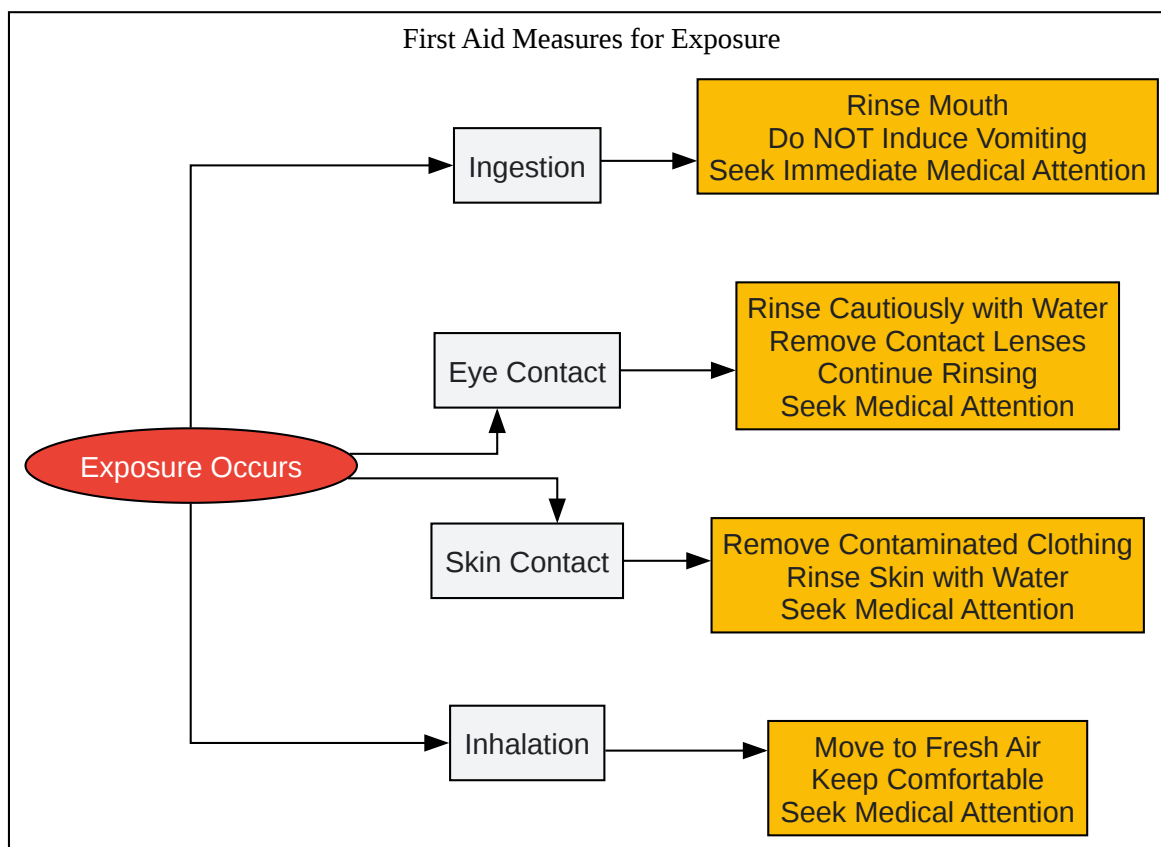 First Aid Measures for Exposure
Rinse Mouth
Do NOT Induce Vomiting
Seek Immediate Medical Attention
Ingestion
Rinse Cautiously with Water
Remove Contact Lenses
Continue Rinsing
Seek Medical Attention
Eye Contact
Exposure Occurs
Skin Contact
Remove Contaminated Clothing
Rinse Skin with Water
Seek Medical Attention
Inhalation
Move to Fresh Air
Keep Comfortable
Seek Medical Attention